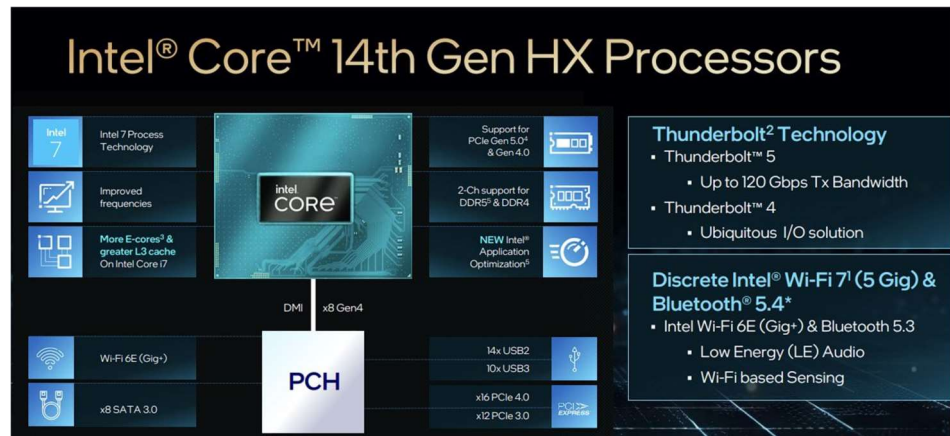 Intel® Core™ 14th Gen HX Processors
Intel
7
Intel 7 Process
Technology
Improved
frequencies
More E-cores³ &
greater L3 cache
On Intel Core i7
intel
CORE
Support for
PCIe Gen 5.0⁴
& Gen 4.0
2-Ch support for
DDR5⁵ & DDR4
NEW Intel®
Application
Optimization⁵
DMI
x8 Gen4
Wi-Fi 6E (Gig+)
x8 SATA 3.0
PCH
14x USB2
10x USB3
x16 PCIe 4.0
x12 PCIe 3.0
PCI
EXPRESS
Thunderbolt² Technology
▪ Thunderbolt™ 5
▪ Up to 120 Gbps Tx Bandwidth
▪ Thunderbolt™ 4
▪ Ubiquitous I/O solution
Discrete Intel® Wi-Fi 7¹ (5 Gig) &
Bluetooth® 5.4*
▪ Intel Wi-Fi 6E (Gig+) & Bluetooth 5.3
▪ Low Energy (LE) Audio
▪ Wi-Fi based Sensing